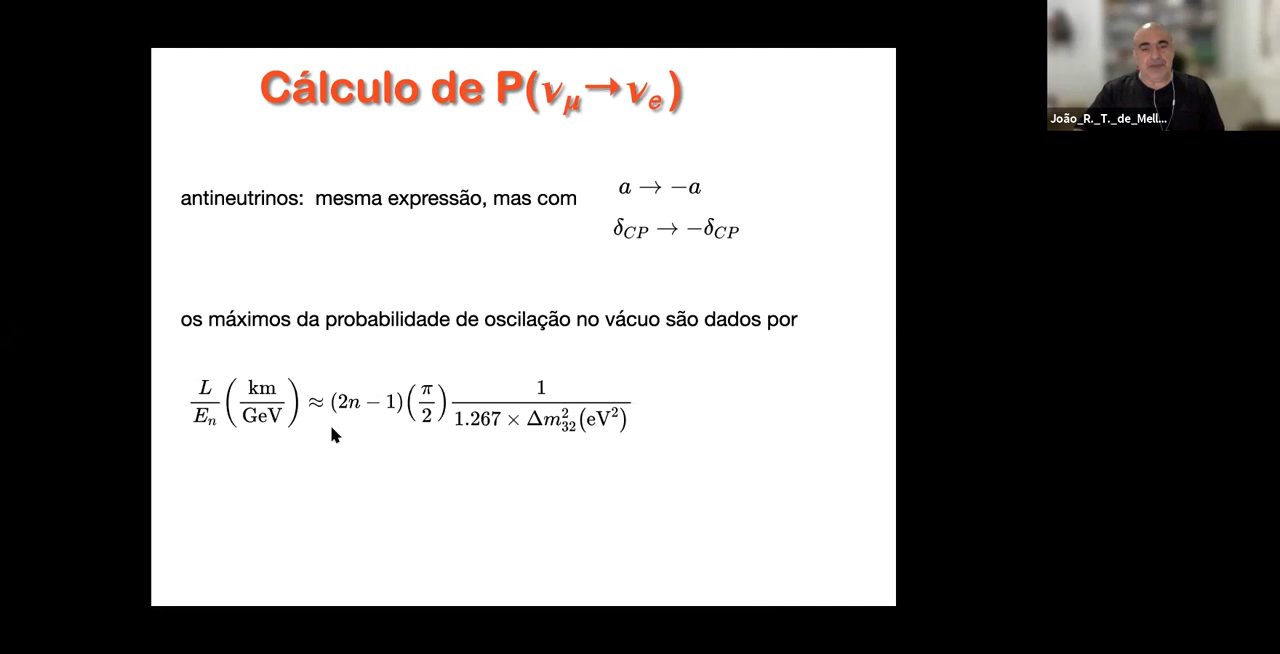 Cálculo de P(νμ→νe)
antineutrinos: mesma expressão, mas com
a → −a
δCP → −δCP
os máximos da probabilidade de oscilação no vácuo são dados por
L/En (km/GeV) ≈ (2n − 1)(π/2) 1/(1.267 × Δm²32(eV²))
João_R._T._de_Mell...